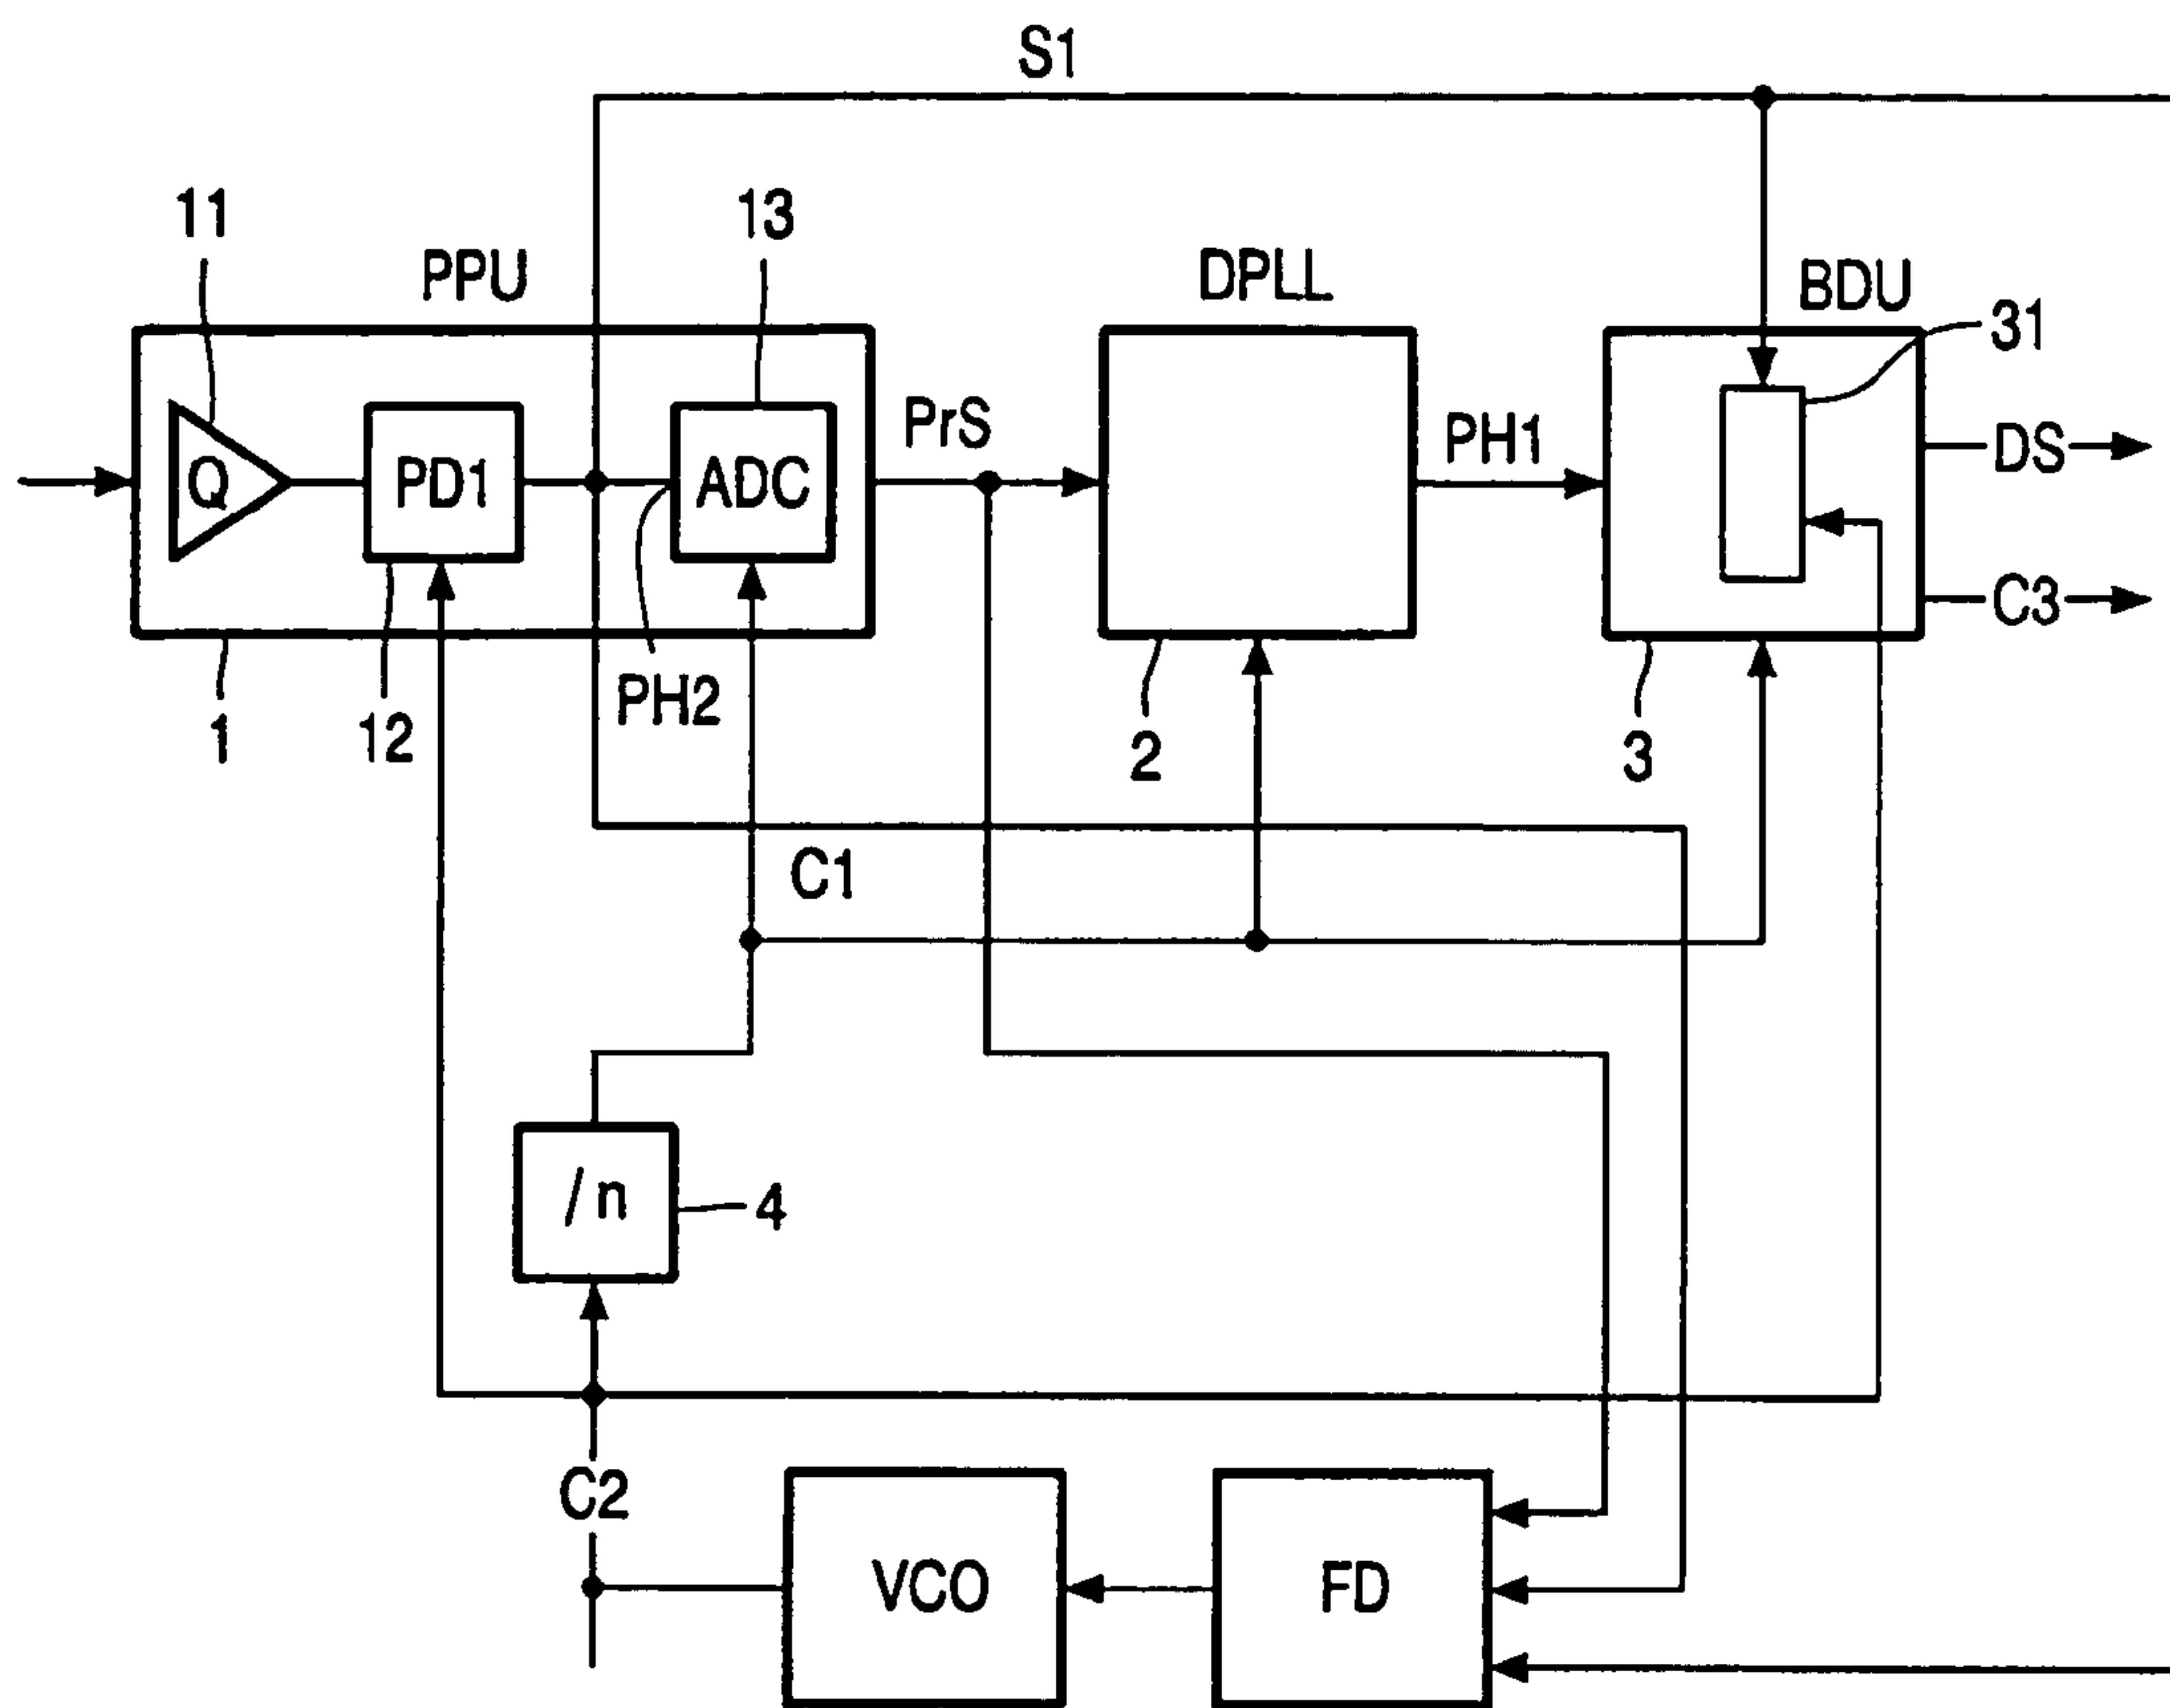 S1
11
13
PPU
DPLL
BDU
31
PrS
PH1
Q
PD1
ADC
DS
C3
PH2
1
12
2
3
C1
/n
4
C2
VCO
FD